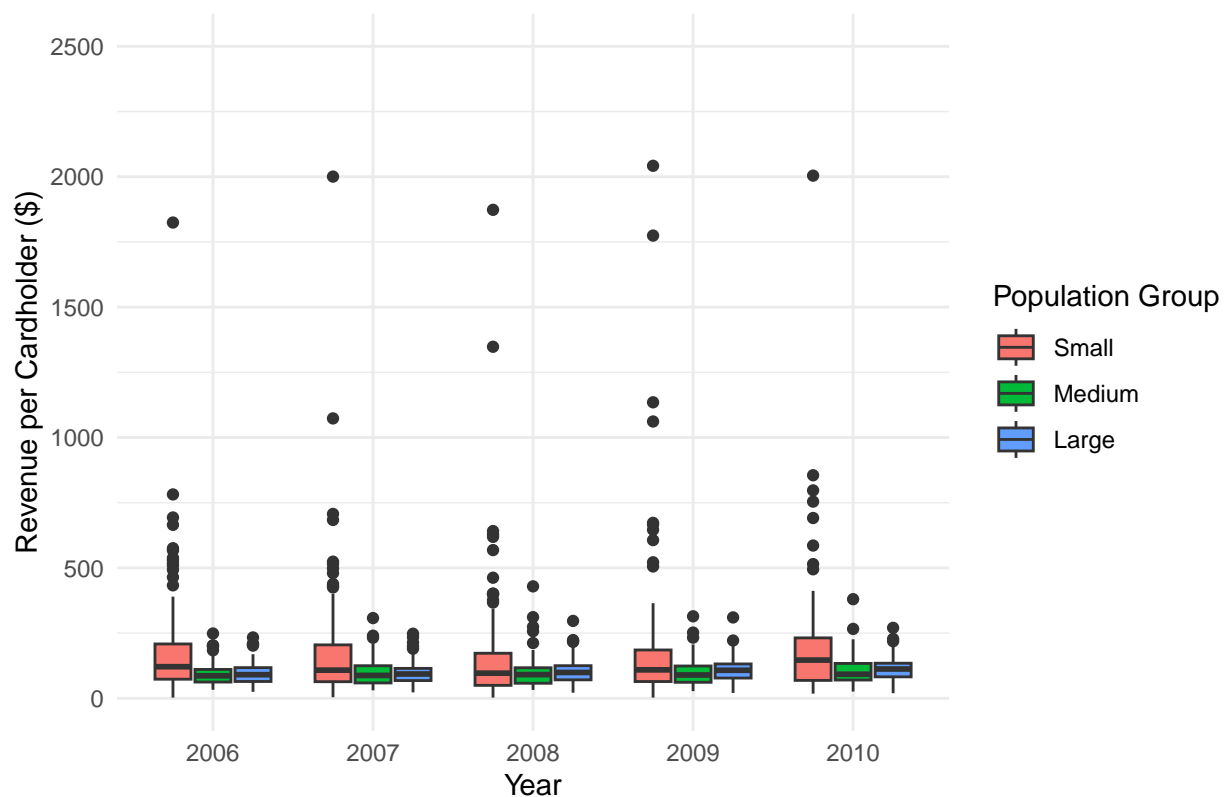 2500
2000
1500
1000
500
0
Revenue per Cardholder ($)
2006 2007 2008 2009 2010
Year
Population Group
Small
Medium
Large